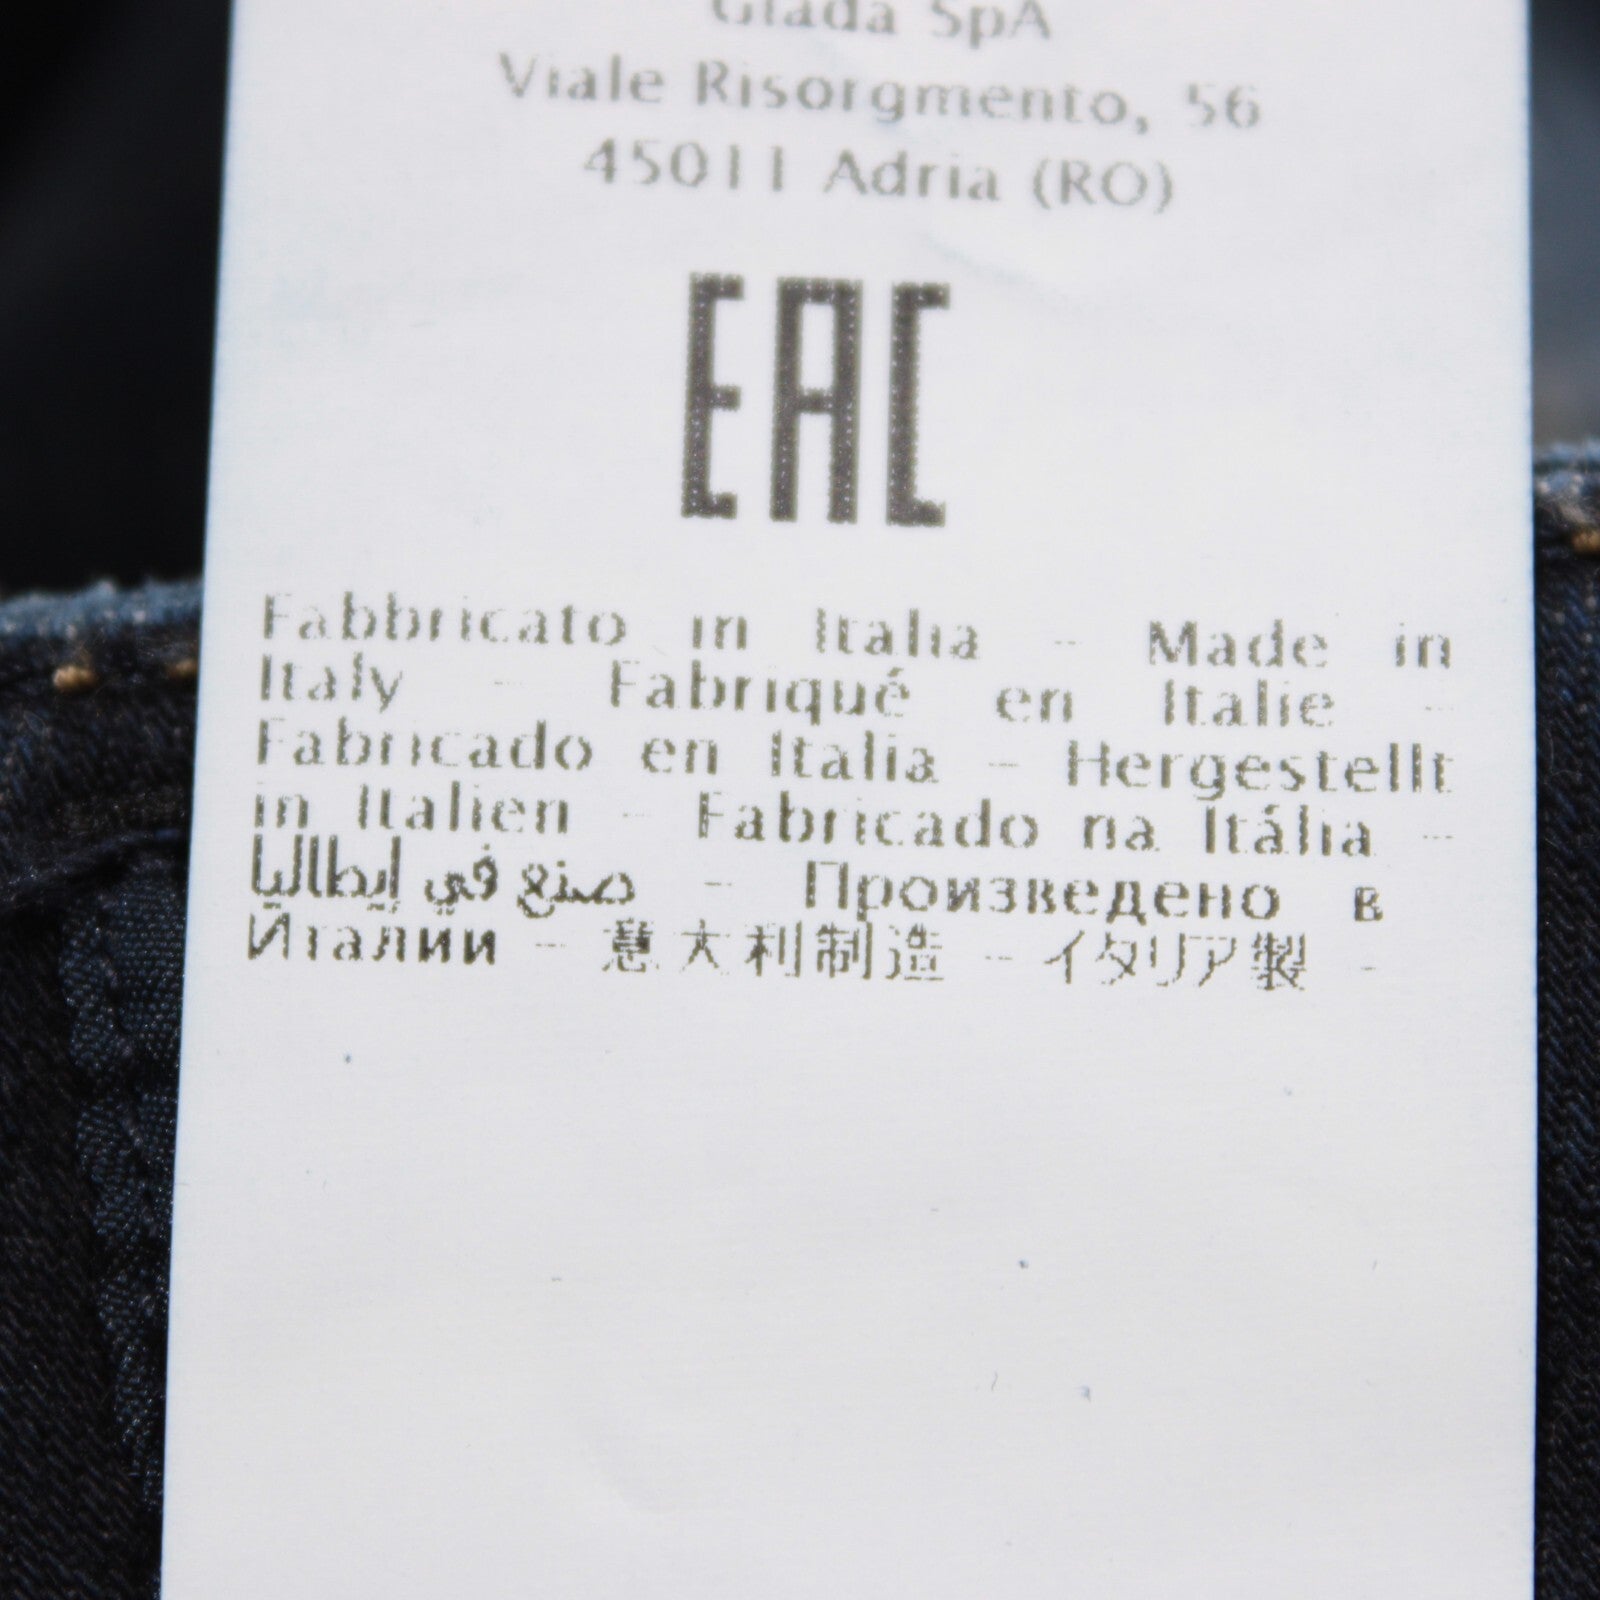 Giada SpA
Viale Risorgmento, 56
45011 Adria (RO)
EAC
Fabbricato in Italia - Made in
Italy - Fabriqué en Italie -
Fabricado en Italia - Hergestellt
in Italien - Fabricado na Itália -
صنع في إيطاليا - Произведено в
Италии - 意大利制造 - イタリア製 -